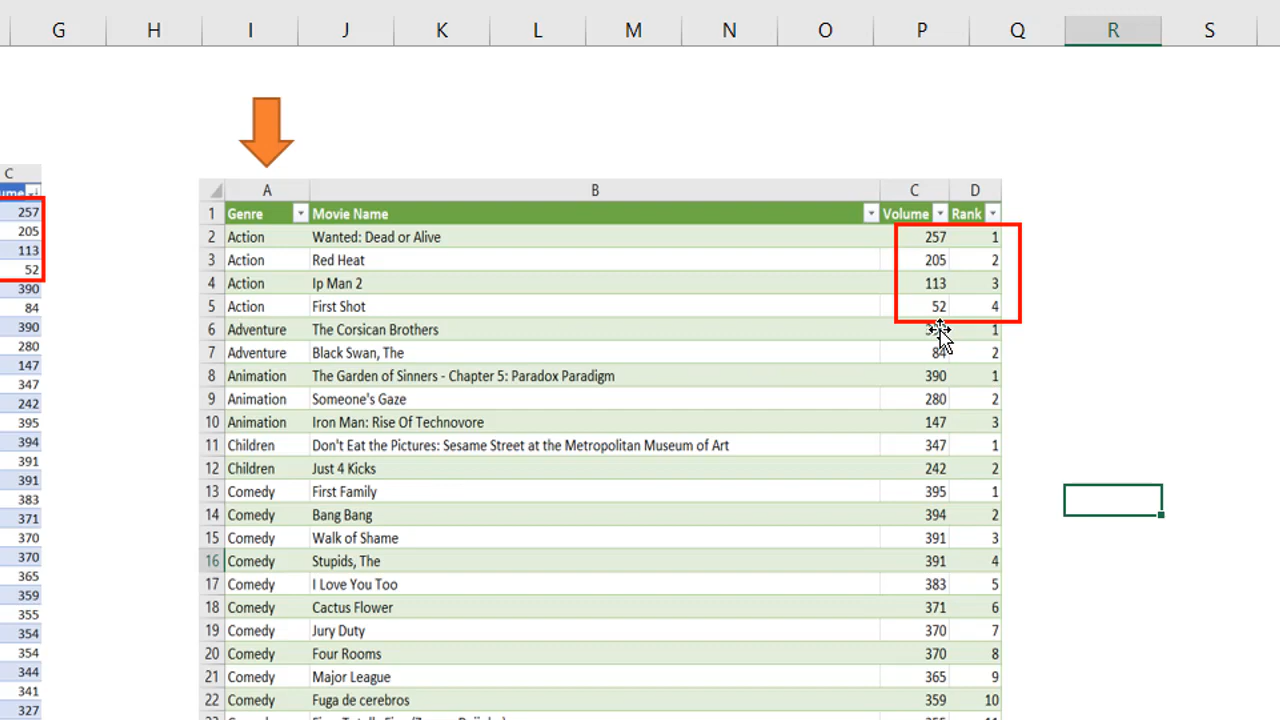 G H I J K L M N O P Q R S
C
257
205
113
52
390
84
390
280
147
347
242
395
394
391
391
383
371
370
370
365
359
355
354
354
344
341
327
A B C D
1 Genre Movie Name Volume Rank
2 Action Wanted: Dead or Alive 257 1
3 Action Red Heat 205 2
4 Action Ip Man 2 113 3
5 Action First Shot 52 4
6 Adventure The Corsican Brothers 1
7 Adventure Black Swan, The 84 2
8 Animation The Garden of Sinners - Chapter 5: Paradox Paradigm 390 1
9 Animation Someone's Gaze 280 2
10 Animation Iron Man: Rise Of Technovore 147 3
11 Children Don't Eat the Pictures: Sesame Street at the Metropolitan Museum of Art 347 1
12 Children Just 4 Kicks 242 2
13 Comedy First Family 395 1
14 Comedy Bang Bang 394 2
15 Comedy Walk of Shame 391 3
16 Comedy Stupids, The 391 4
17 Comedy I Love You Too 383 5
18 Comedy Cactus Flower 371 6
19 Comedy Jury Duty 370 7
20 Comedy Four Rooms 370 8
21 Comedy Major League 365 9
22 Comedy Fuga de cerebros 359 10